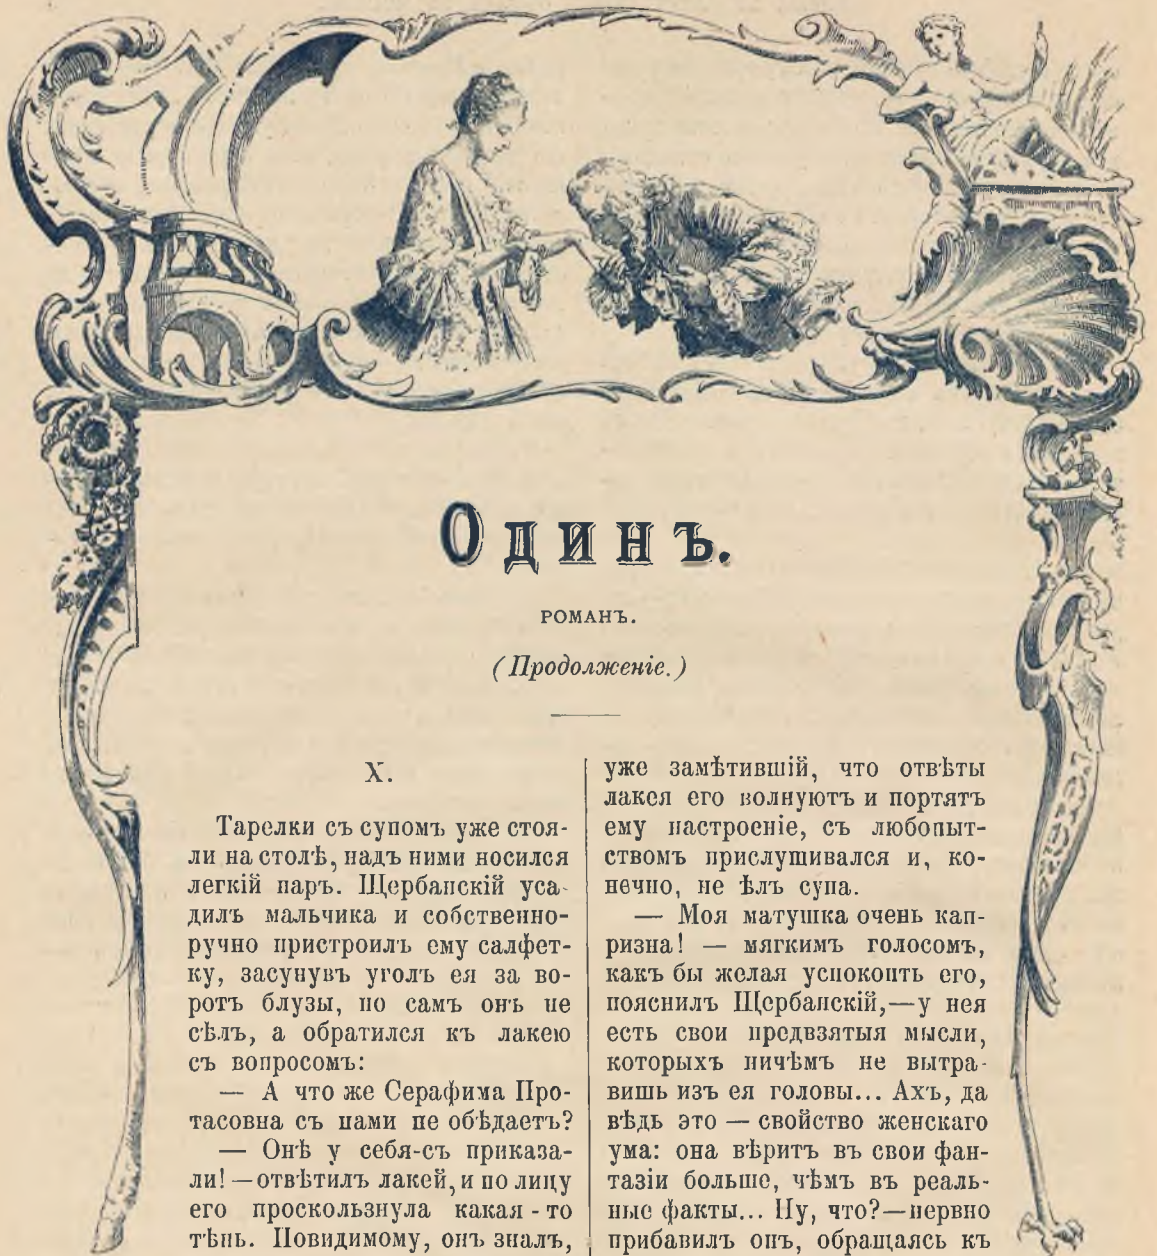 Одинъ.
РОМАНЪ.
(Продолженіе.)
X.
Тарелки съ супомъ уже стоя-
ли на столѣ, надъ ними носился
легкій паръ. Щербанскій уса-
дилъ мальчика и собственно-
ручно пристроилъ ему салфет-
ку, засунувъ уголъ ея за во-
ротъ блузы, но самъ онъ не
сѣлъ, а обратился къ лакею
съ вопросомъ:
— А что же Серафима Про-
тасовна съ нами не обѣдаетъ?
— Онѣ у себя-съ приказа-
ли! — отвѣтилъ лакей, и по лицу
его проскользнула какая-то
тѣнь. Повидимому, онъ зналъ,
уже замѣтившій, что отвѣты
лакея его волнуютъ и портятъ
ему настроеніе, съ любопыт-
ствомъ прислушивался и, ко-
нечно, не ѣлъ супа.
— Моя матушка очень кап-
ризна! — мягкимъ голосомъ,
какъ бы желая успокоить его,
пояснилъ Щербанскій,—у нея
есть свои предвзятыя мысли,
которыхъ ничѣмъ не вытра-
вишь изъ ея головы... Ахъ, да
вѣдь это — свойство женскаго
ума: она вѣритъ въ свои фан-
тазіи больше, чѣмъ въ реаль-
ные факты... Ну, что?—нервно
прибавилъ онъ, обращаясь къ